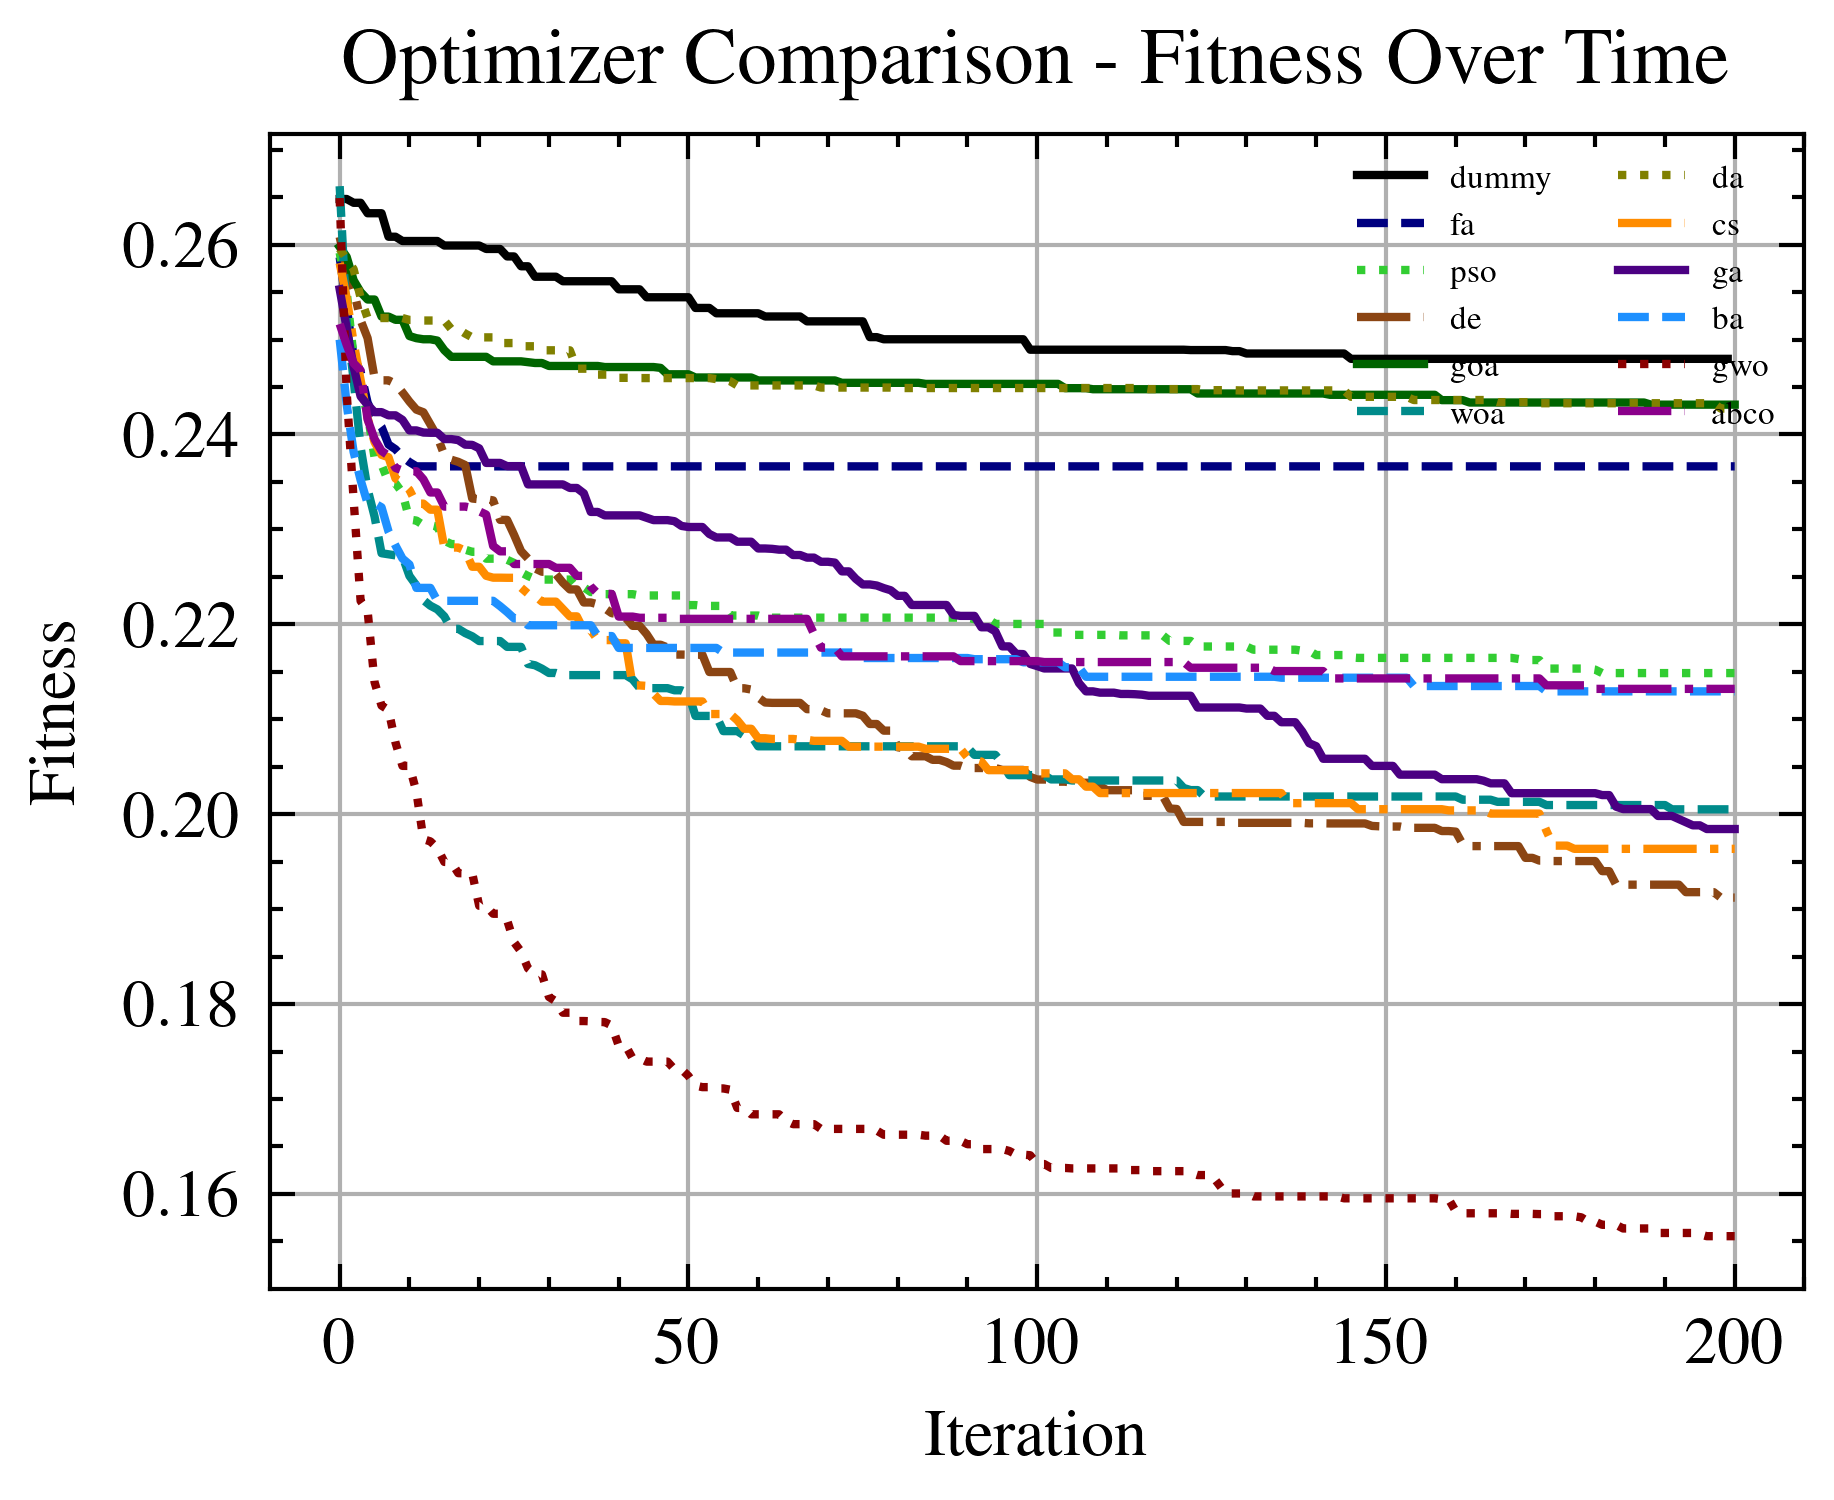 Optimizer Comparison - Fitness Over Time
dummy
fa
pso
de
goa
woa
da
cs
ga
ba
gwo
abco
0.26
0.24
0.22
0.20
0.18
0.16
Fitness
0
50
100
150
200
Iteration